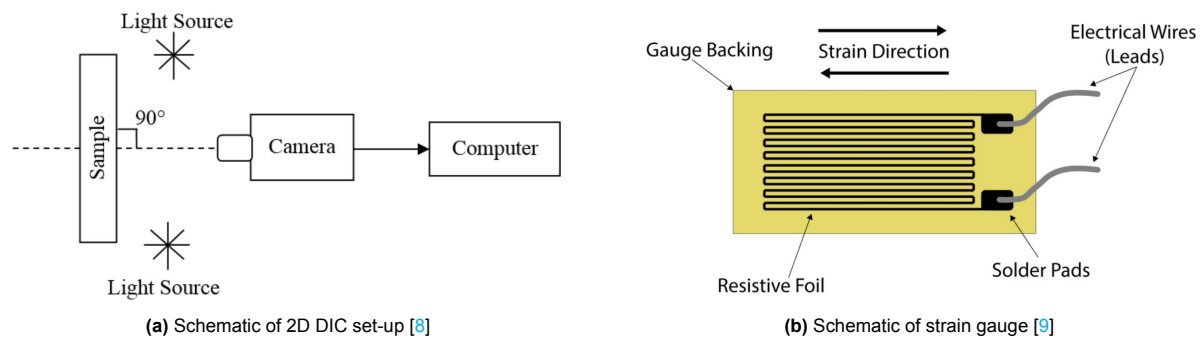 Light Source
Sample
90°
Camera
Computer
Light Source
(a) Schematic of 2D DIC set-up [8]
Gauge Backing
Strain Direction
Electrical Wires
(Leads)
Resistive Foil
Solder Pads
(b) Schematic of strain gauge [9]